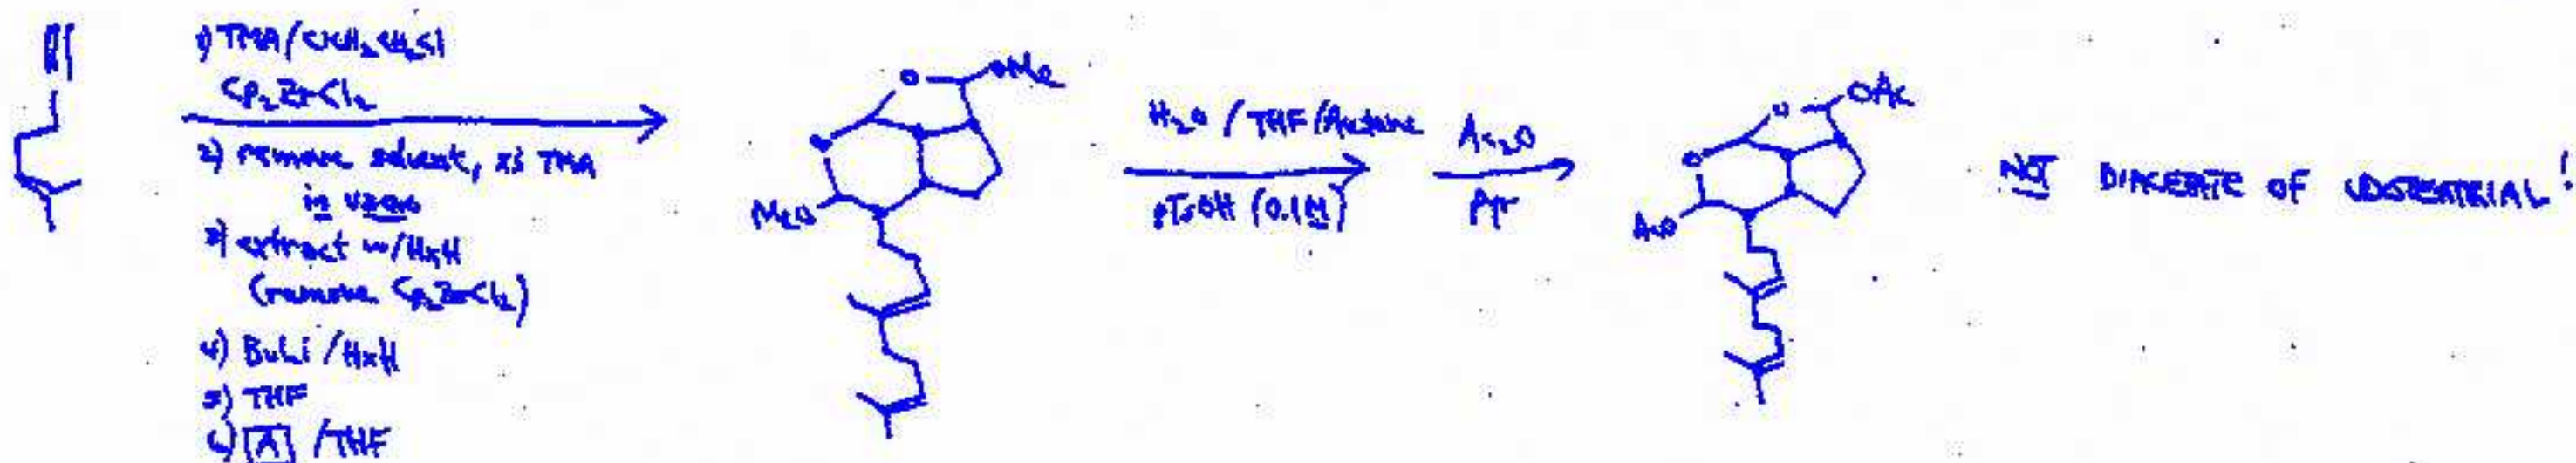 1) TMA/ClCH₂CH₂Cl
Cp₂ZrCl₂
2) remove solvent, xs TMA
in vacuo
3) extract w/HxH
(remove Cp₂ZrCl₂)
4) BuLi /HxH
5) THF
6) [A] /THF
O OMe
O
MeO
H₂O / THF/Acetone
pTsOH (0.1M)
Ac₂O
Pyr
O OAc
O
AcO
NOT DIACETATE OF UDOTEATRIAL!